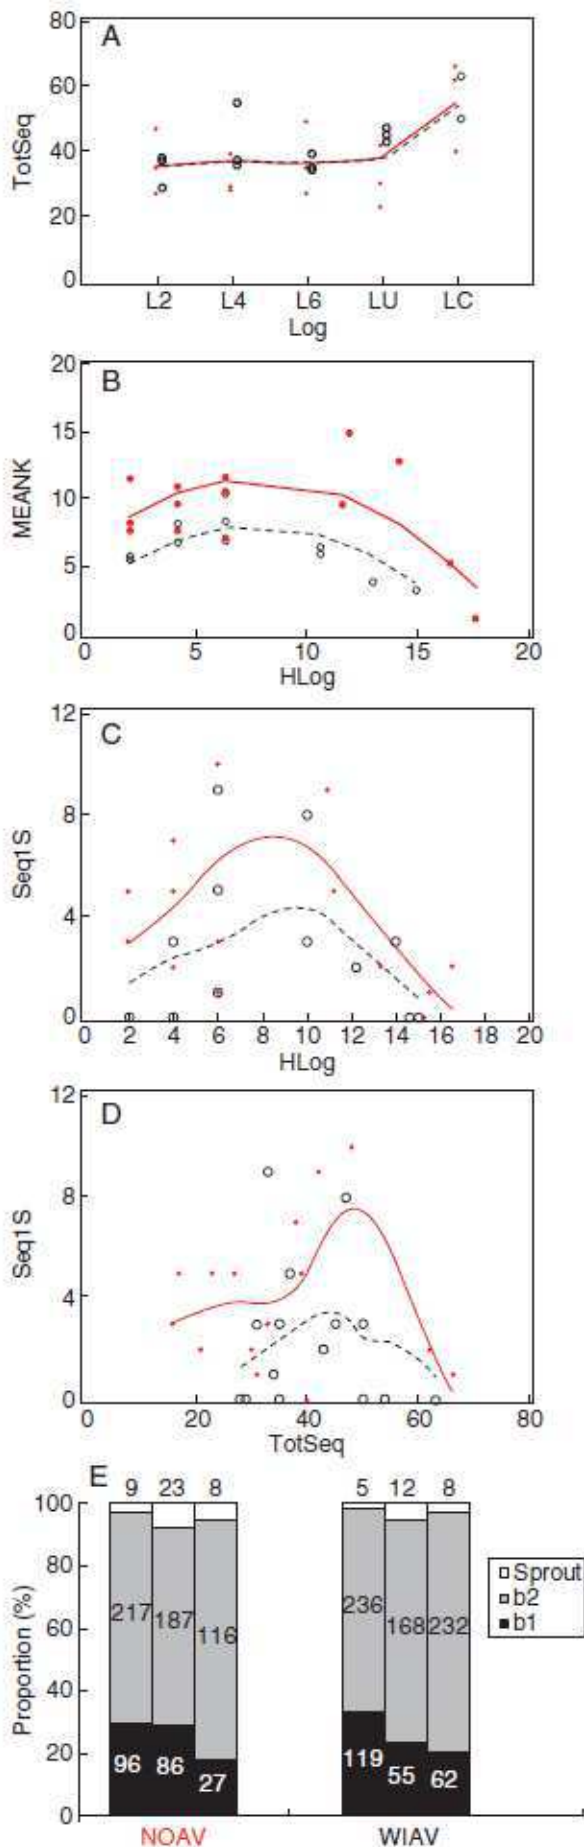 A
80
60
40
20
0
TotSeq
L2 L4 L6 LU LC
Log
B
20
15
10
5
0
MEANK
0 5 10 15 20
HLog
C
12
8
4
0
Seq1S
0 2 4 6 8 10 12 14 16 18 20
HLog
D
12
8
4
0
Seq1S
0 20 40 60 80
TotSeq
E
9 23 8 5 12 8
100
80
60
40
20
0
Proportion (%)
217 187 116 236 168 232
96 86 27 119 55 62
Sprout
b2
b1
NOAV WIAV